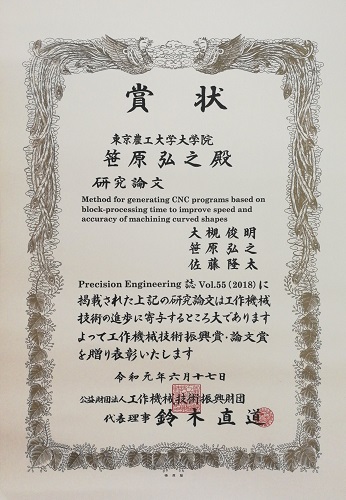 賞状
東京農工大学大学院
笹原弘之殿
研究論文
Method for generating CNC programs based on
block-processing time to improve speed and
accuracy of machining curved shapes
大槻俊明
笹原弘之
佐藤隆太
Precision Engineering 誌 Vol.55 (2018) に
掲載された上記の研究論文は工作機械
技術の進歩に寄与するところ大であります
よって工作機械技術振興賞・論文賞
を贈り表彰いたします
令和元年六月十七日
公益財団法人工作機械技術振興財団
代表理事 鈴木直道